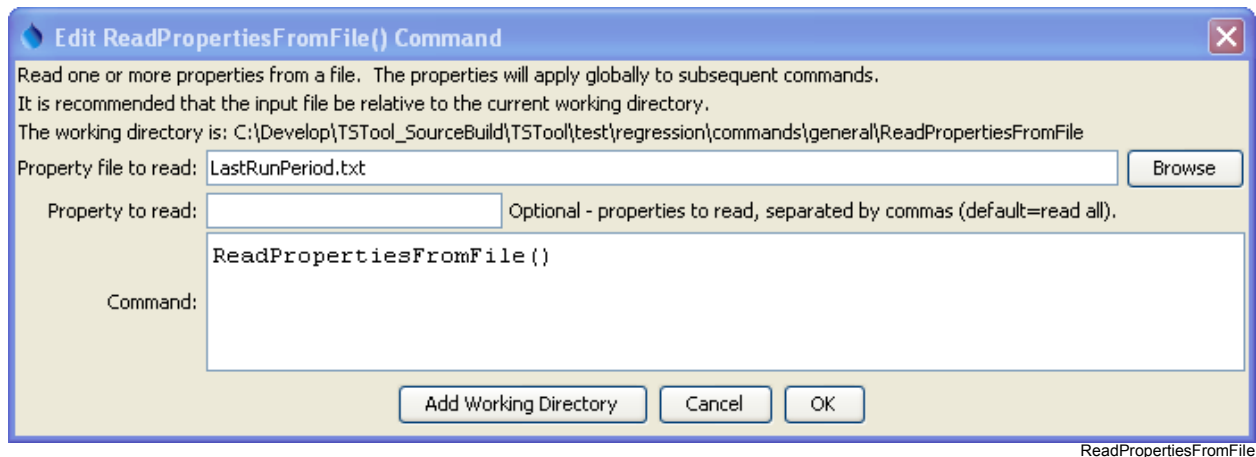 Edit ReadPropertiesFromFile() Command
Read one or more properties from a file.  The properties will apply globally to subsequent commands.
It is recommended that the input file be relative to the current working directory.
The working directory is: C:\Develop\TSTool_SourceBuild\TSTool\test\regression\commands\general\ReadPropertiesFromFile
Property file to read: LastRunPeriod.txt Browse
Property to read: Optional - properties to read, separated by commas (default=read all).
ReadPropertiesFromFile()
Command:
Add Working Directory Cancel OK
ReadPropertiesFromFile